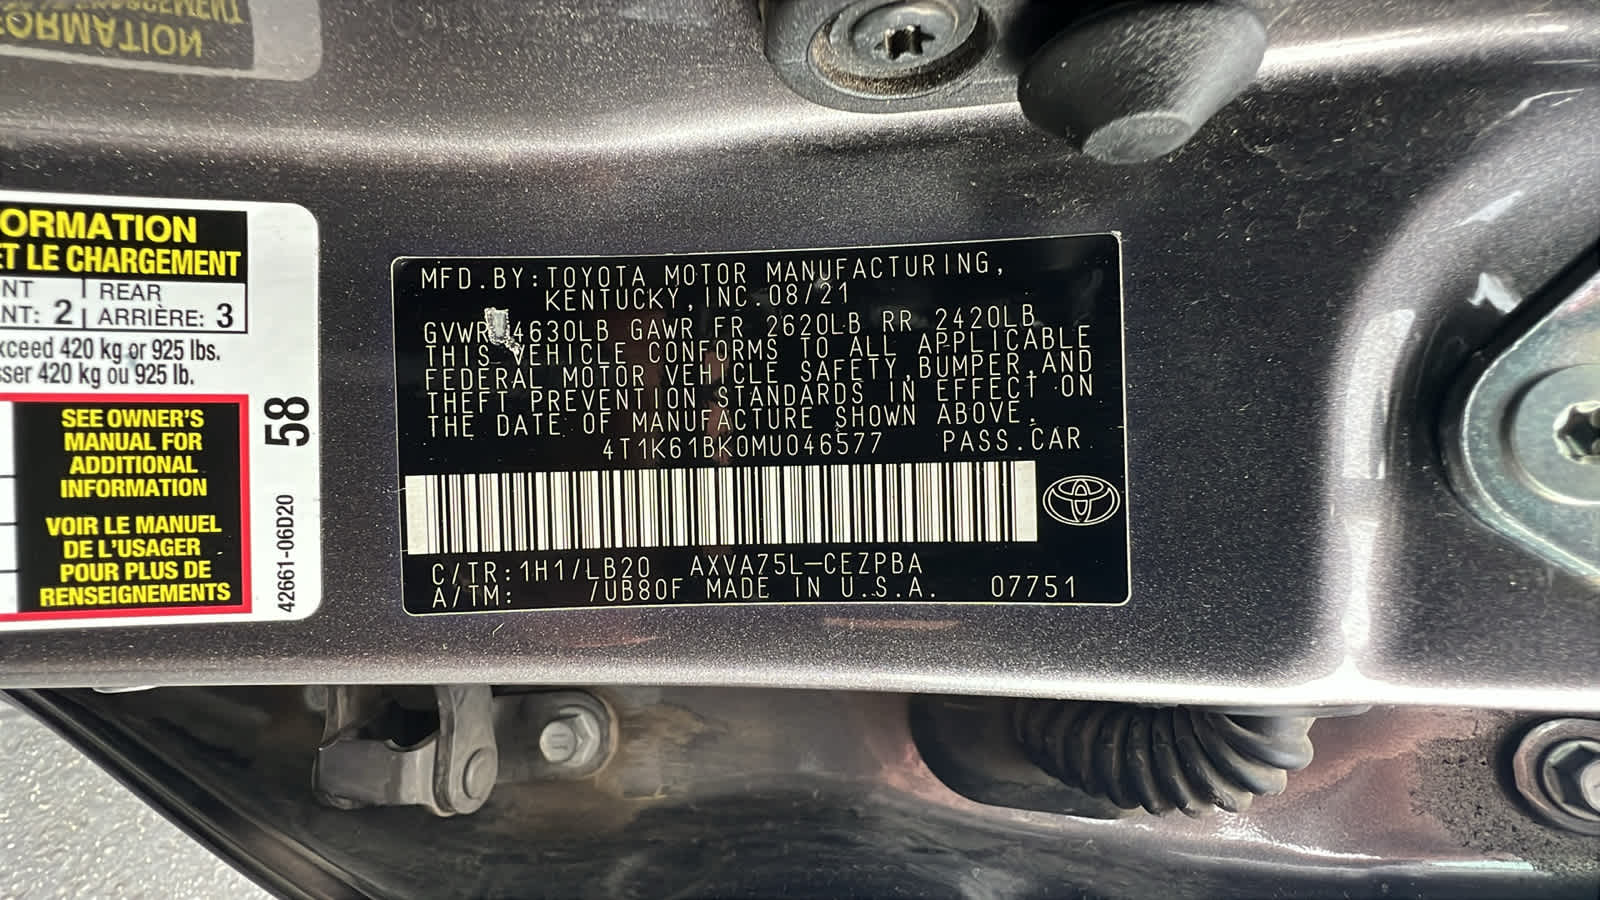 ORMATION
ORMATION
ET LE CHARGEMENT
NT
REAR
NT: 2
ARRIÈRE: 3
xceed 420 kg or 925 lbs.
sser 420 kg ou 925 lb.
SEE OWNER'S
MANUAL FOR
ADDITIONAL
INFORMATION
VOIR LE MANUEL
DE L'USAGER
POUR PLUS DE
RENSEIGNEMENTS
58
42661-06D20
MFD.BY:TOYOTA MOTOR MANUFACTURING,
KENTUCKY,INC.08/21
GVWR 4630LB GAWR FR 2620LB RR 2420LB
THIS VEHICLE CONFORMS TO ALL APPLICABLE
FEDERAL MOTOR VEHICLE SAFETY,BUMPER,AND
THEFT PREVENTION STANDARDS IN EFFECT ON
THE DATE OF MANUFACTURE SHOWN ABOVE.
4T1K61BK0MU046577 PASS.CAR
C/TR:1H1/LB20 AXVA75L-CEZPBA
A/TM: /UB80F MADE IN U.S.A. 07751